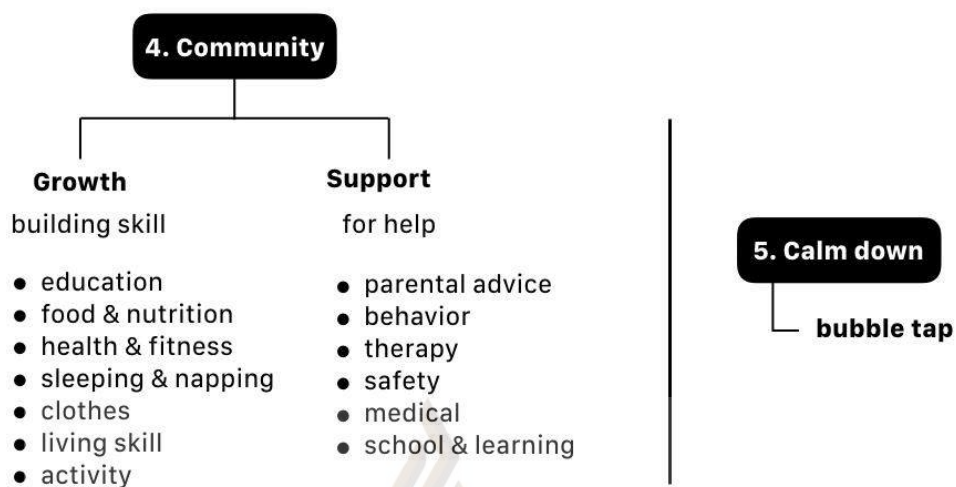 4. Community
Growth
building skill
• education
• food & nutrition
• health & fitness
• sleeping & napping
• clothes
• living skill
• activity
Support
for help
• parental advice
• behavior
• therapy
• safety
• medical
• school & learning
5. Calm down
bubble tap